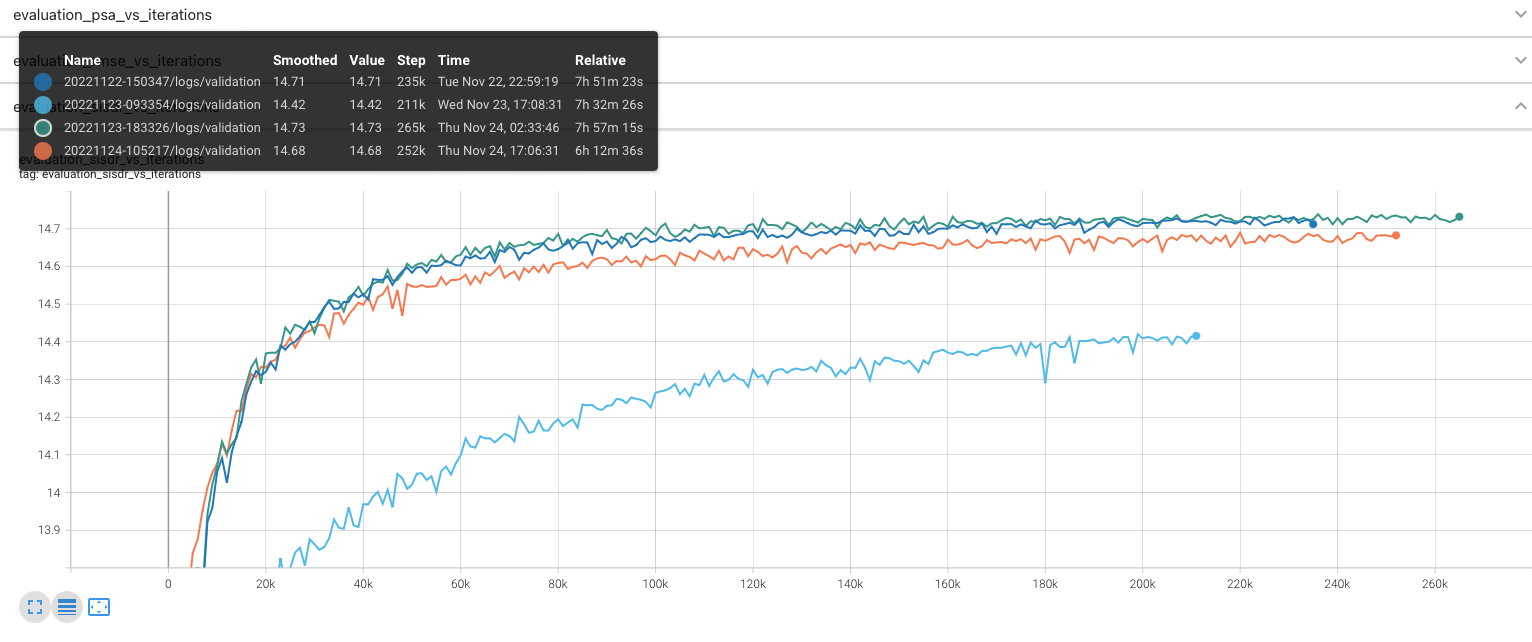 evaluation_psa_vs_iterations
evaluation_mse_vs_iterations
Name Smoothed Value Step Time Relative
20221122-150347/logs/validation 14.71 14.71 235k Tue Nov 22, 22:59:19 7h 51m 23s
20221123-093354/logs/validation 14.42 14.42 211k Wed Nov 23, 17:08:31 7h 32m 26s
20221123-183326/logs/validation 14.73 14.73 265k Thu Nov 24, 02:33:46 7h 57m 15s
20221124-105217/logs/validation 14.68 14.68 252k Thu Nov 24, 17:06:31 6h 12m 36s
evaluation_sisdr_vs_iterations
tag: evaluation_sisdr_vs_iterations
14.7
14.6
14.5
14.4
14.3
14.2
14.1
14
13.9
0 20k 40k 60k 80k 100k 120k 140k 160k 180k 200k 220k 240k 260k